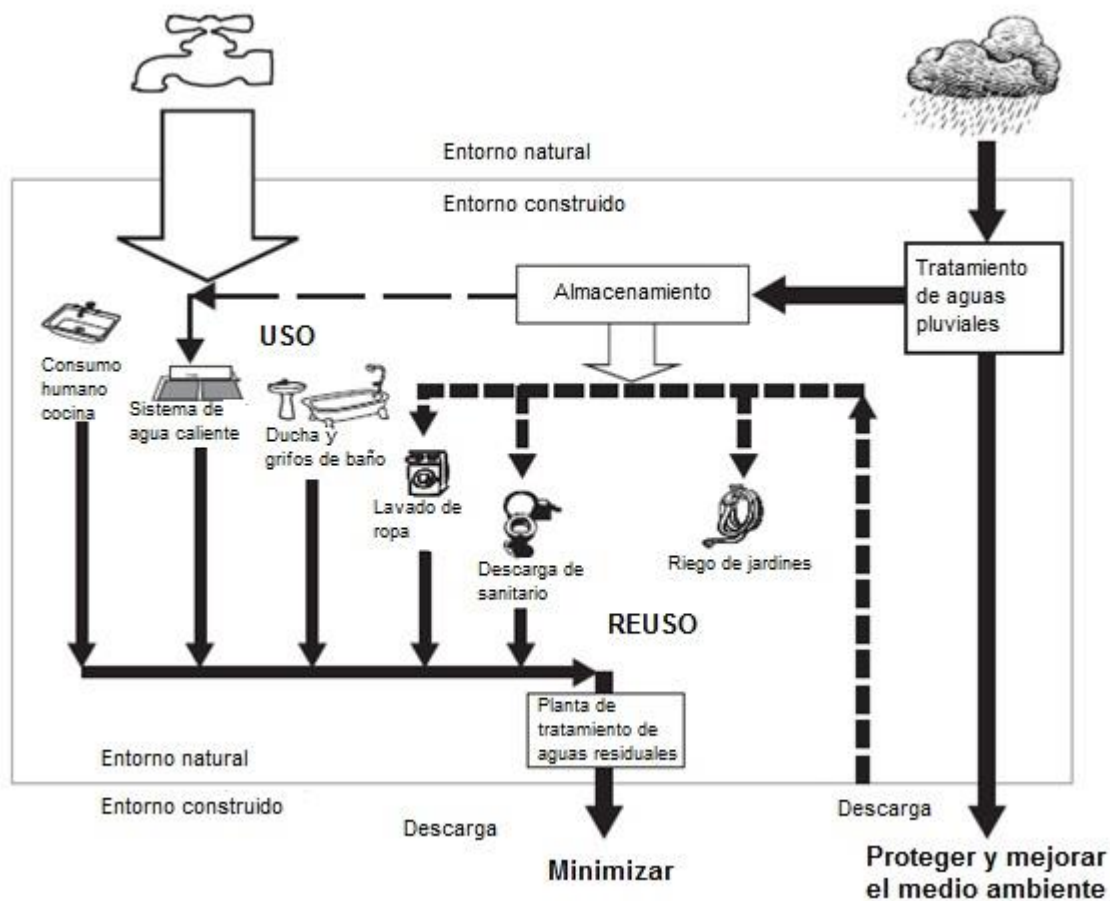 Entorno natural
Entorno construido
Tratamiento
de aguas
pluviales
Almacenamiento
USO
Consumo
humano
cocina
Sistema de
agua caliente
Ducha y
grifos de baño
Lavado de
ropa
Descarga de
sanitario
Riego de jardines
REUSO
Planta de
tratamiento de
aguas residuales
Entorno natural
Entorno construido
Descarga
Descarga
Minimizar
Proteger y mejorar
el medio ambiente